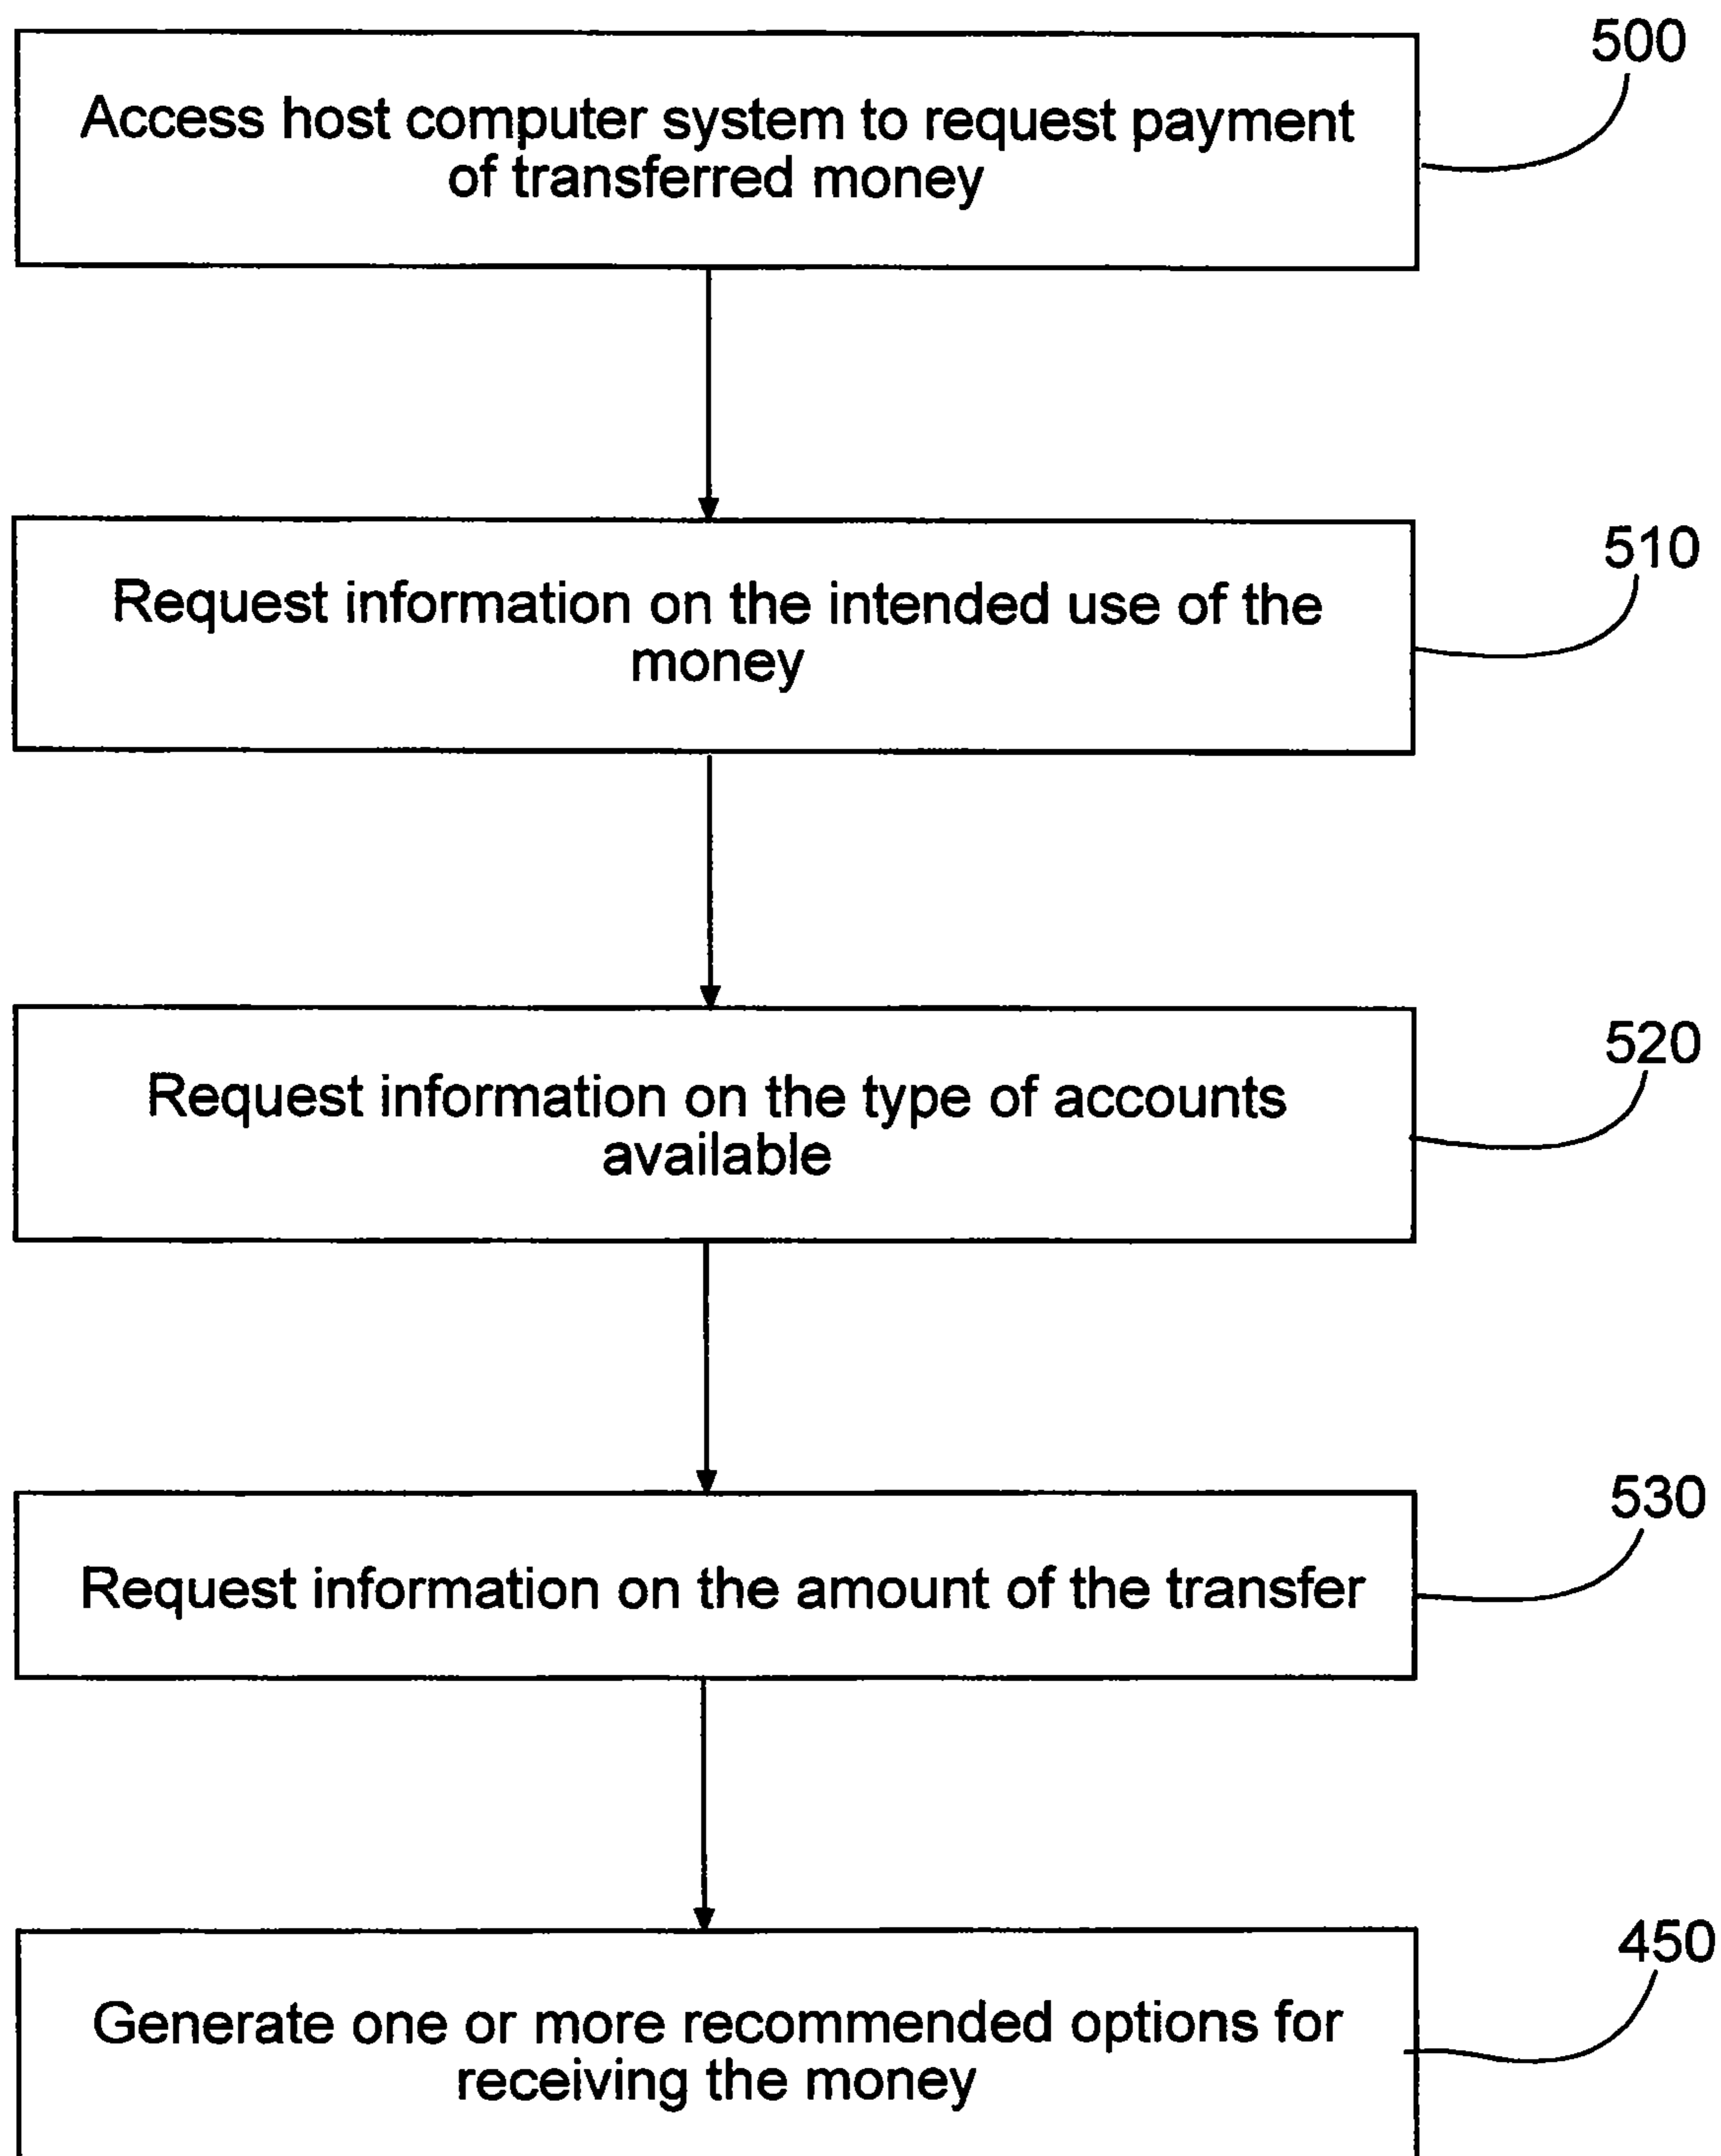 500
Access host computer system to request payment
of transferred money
510
Request information on the intended use of the
money
520
Request information on the type of accounts
available
530
Request information on the amount of the transfer
450
Generate one or more recommended options for
receiving the money